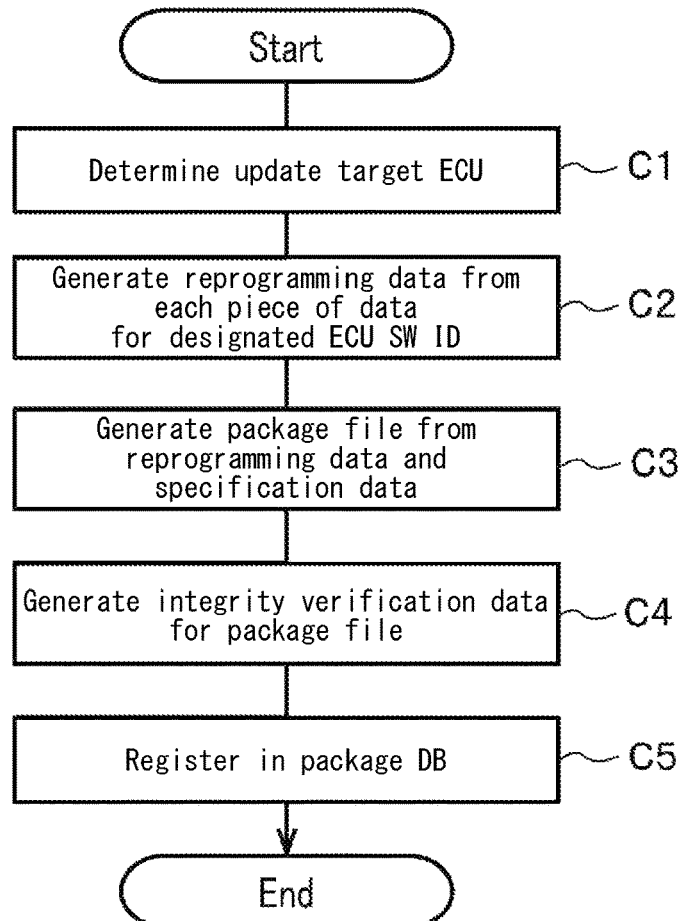 Start
Determine update target ECU
C1
Generate reprogramming data from
each piece of data
for designated ECU SW ID
C2
Generate package file from
reprogramming data and
specification data
C3
Generate integrity verification data
for package file
C4
Register in package DB
C5
End